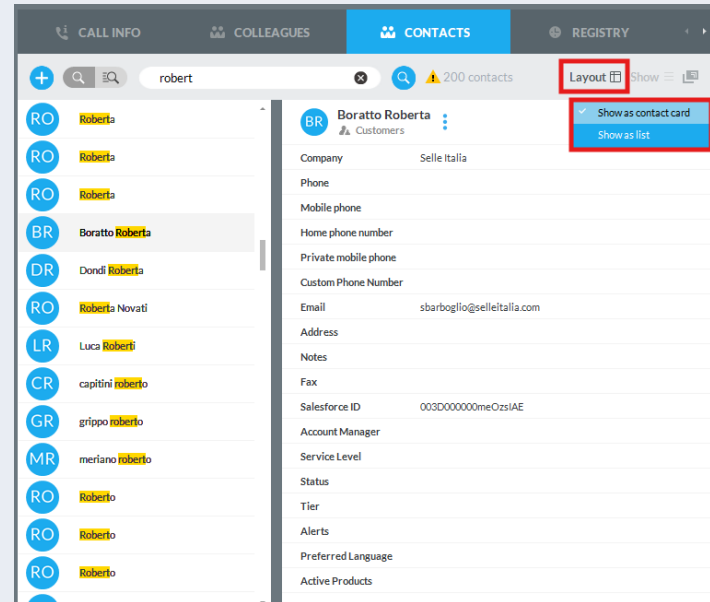 CALL INFO COLLEAGUES CONTACTS REGISTRY
robert 200 contacts Layout Show
Show as contact card
Show as list
RO Roberta
RO Roberta
RO Roberta
BR Boratto Roberta
DR Dondi Roberta
RO Roberta Novati
LR Luca Roberti
CR capitini roberto
GR grippo roberto
MR meriano roberto
RO Roberto
RO Roberto
RO Roberto
BR Boratto Roberta
Customers
Company Selle Italia
Phone
Mobile phone
Home phone number
Private mobile phone
Custom Phone Number
Email sbarboglio@selleitalia.com
Address
Notes
Fax
Salesforce ID 003D000000meOzsIAE
Account Manager
Service Level
Status
Tier
Alerts
Preferred Language
Active Products